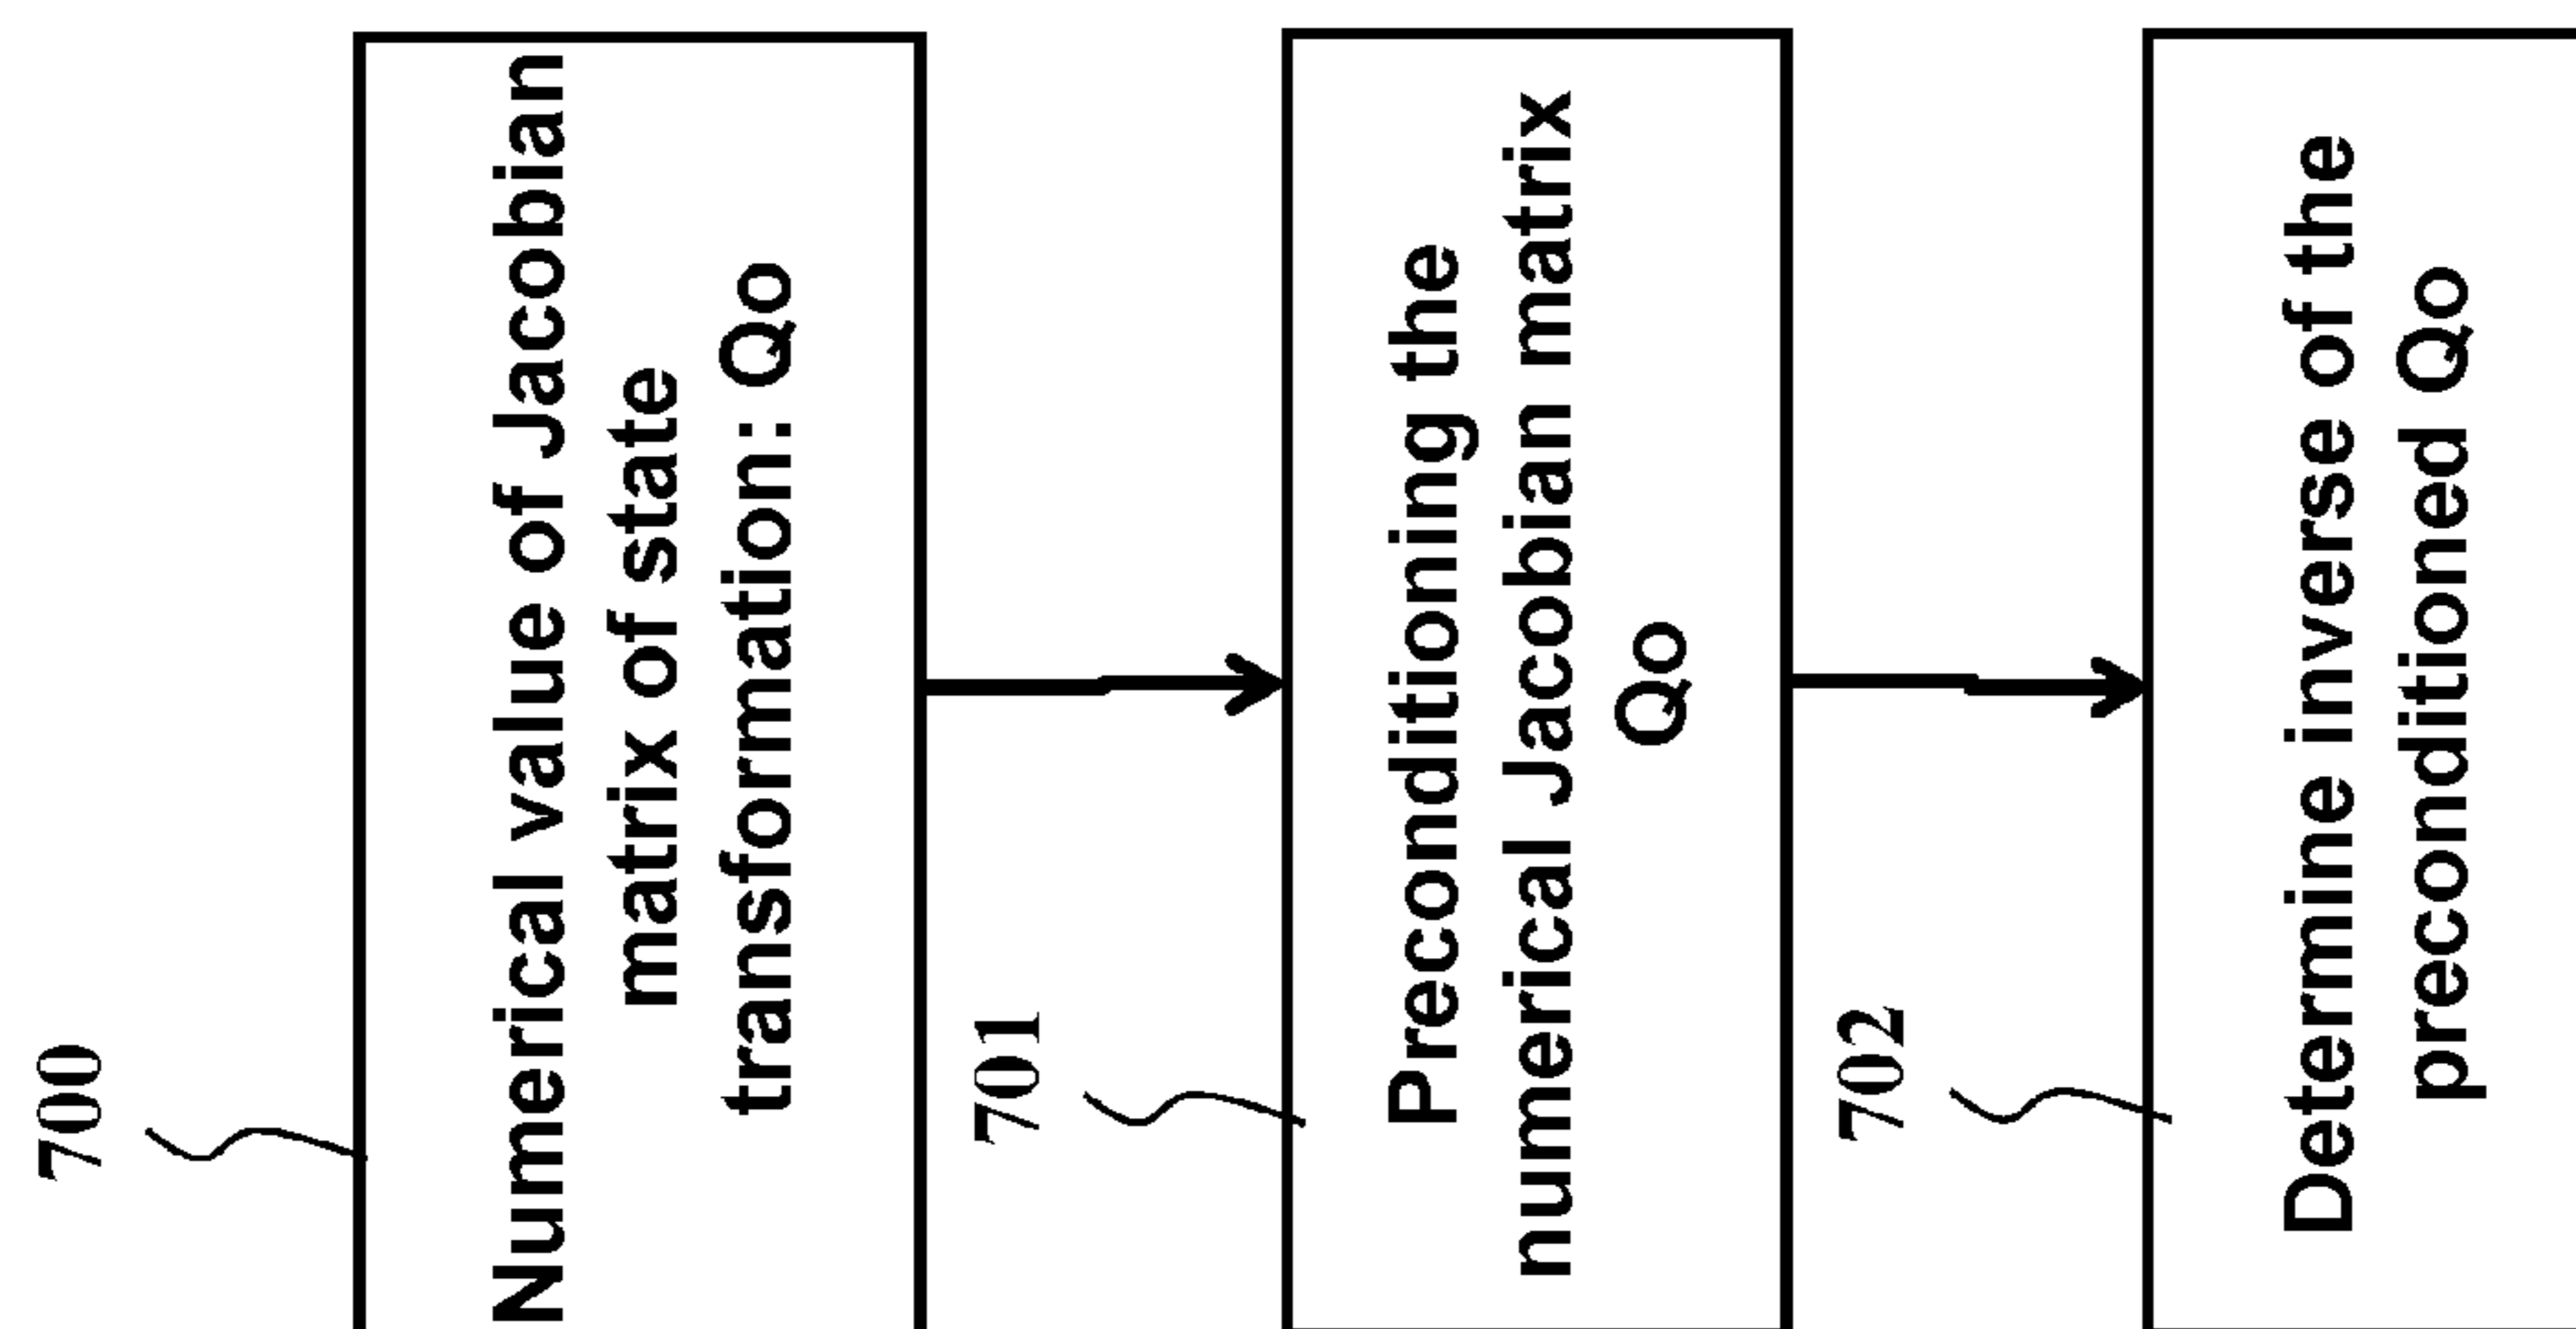 700
Numerical value of Jacobian
matrix of state
transformation: Qo
701
Preconditioning the
numerical Jacobian matrix
Qo
702
Determine inverse of the
preconditioned Qo